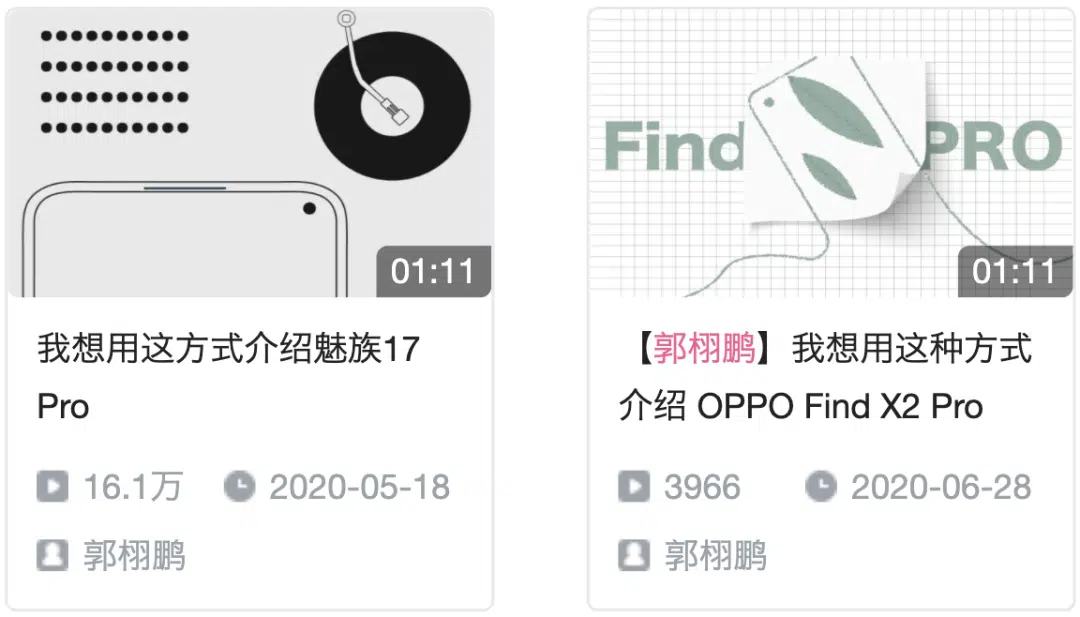 01:11
我想用这方式介绍魅族17
Pro
16.1万
2020-05-18
郭栩鹏
Find
PRO
01:11
【郭栩鹏】我想用这种方式
介绍 OPPO Find X2 Pro
3966
2020-06-28
郭栩鹏